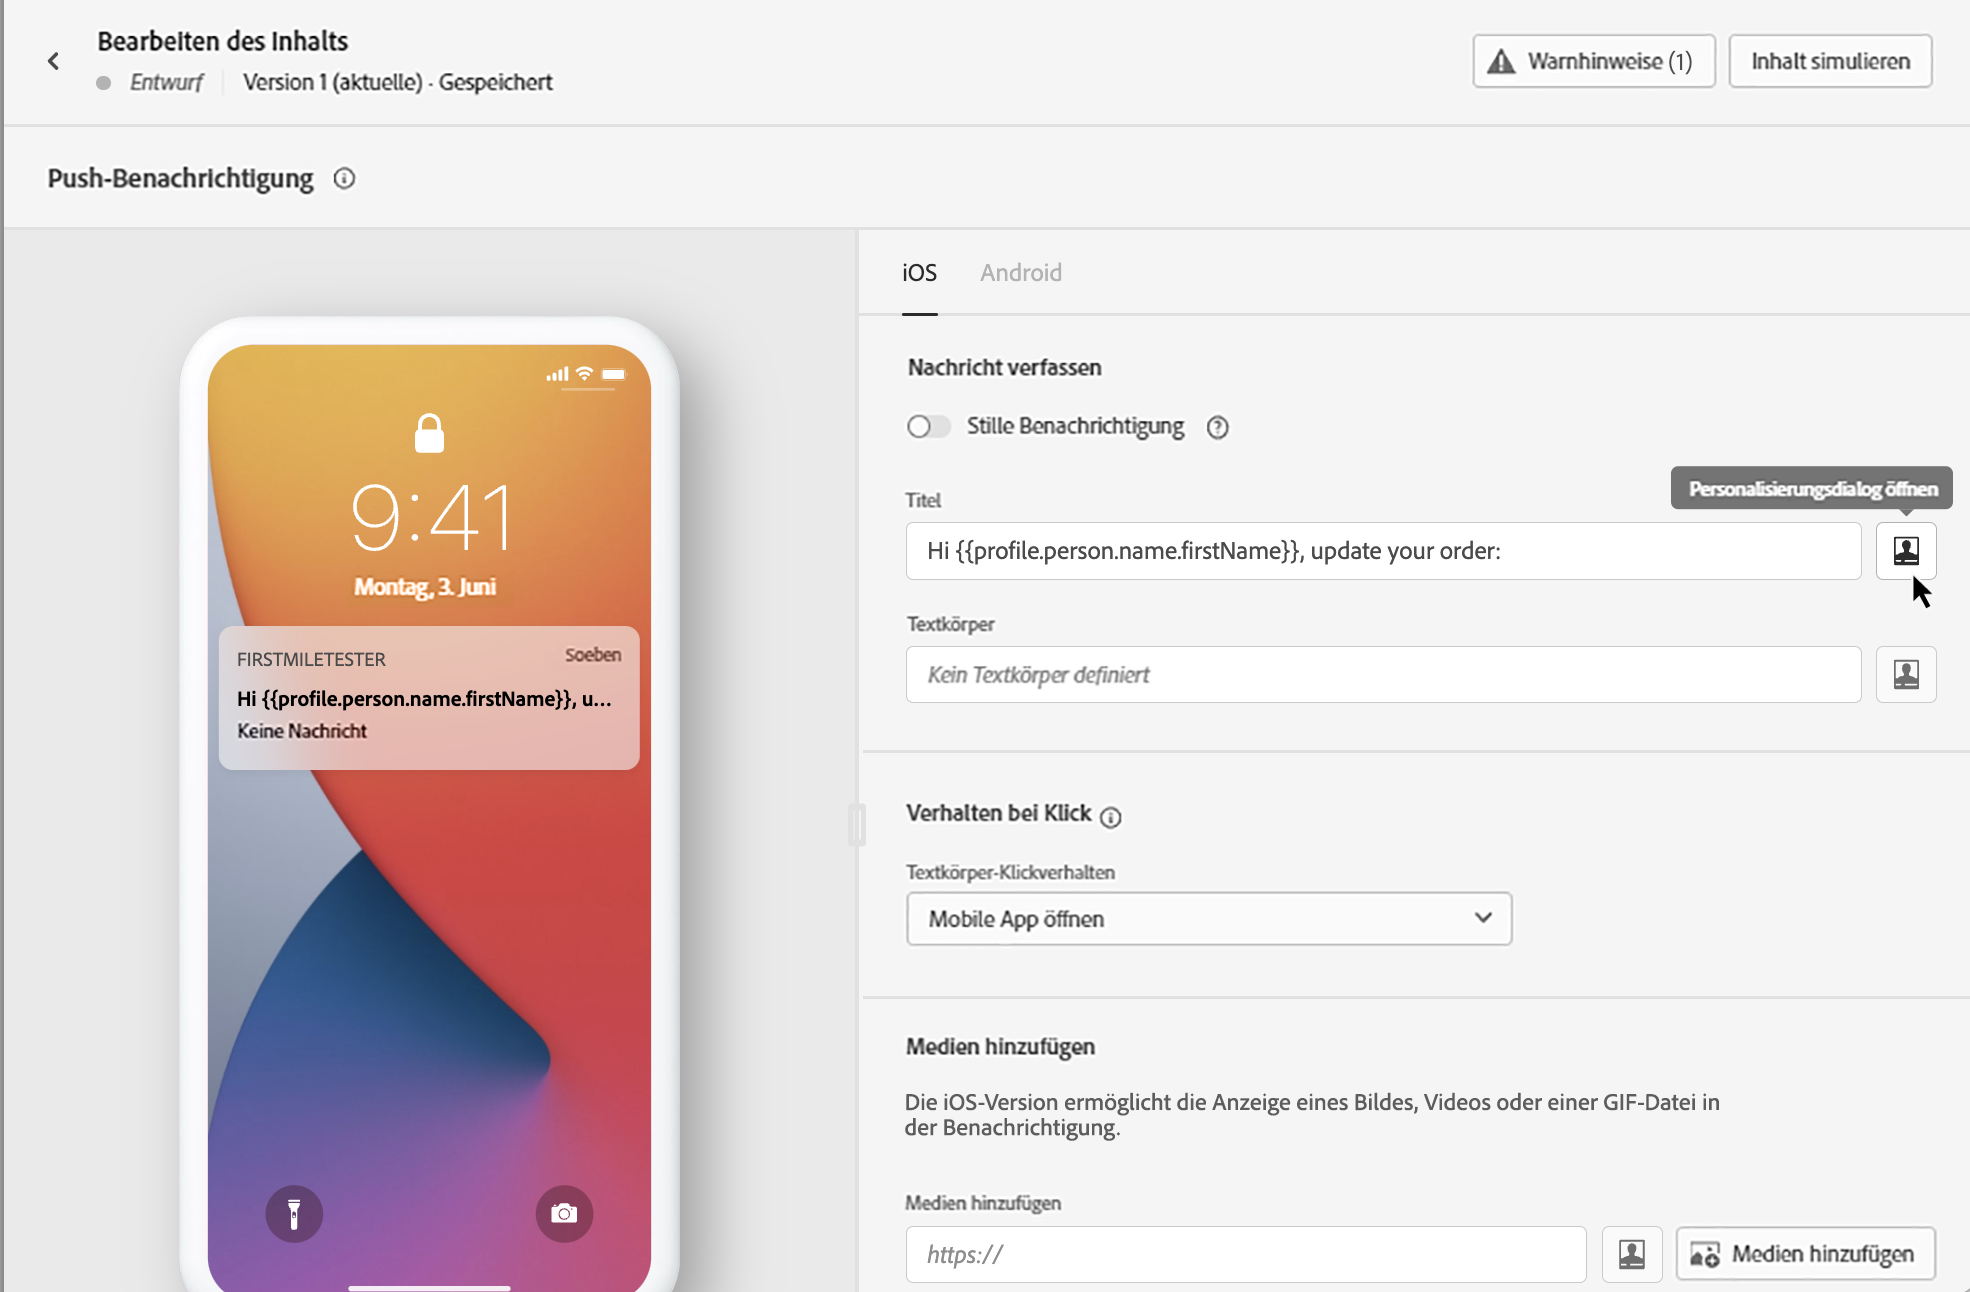 Bearbeiten des Inhalts
Entwurf
Version 1 (aktuelle) · Gespeichert
Warnhinweise (1)
Inhalt simulieren
Push-Benachrichtigung
iOS
Android
9:41
Montag, 3. Juni
FIRSTMILETESTER
Soeben
Hi {{profile.person.name.firstName}}, u...
Keine Nachricht
Nachricht verfassen
Stille Benachrichtigung
Personalisierungsdialog öffnen
Titel
Hi {{profile.person.name.firstName}}, update your order:
Textkörper
Kein Textkörper definiert
Verhalten bei Klick
Textkörper-Klickverhalten
Mobile App öffnen
Medien hinzufügen
Die iOS-Version ermöglicht die Anzeige eines Bildes, Videos oder einer GIF-Datei in
der Benachrichtigung.
Medien hinzufügen
https://
Medien hinzufügen